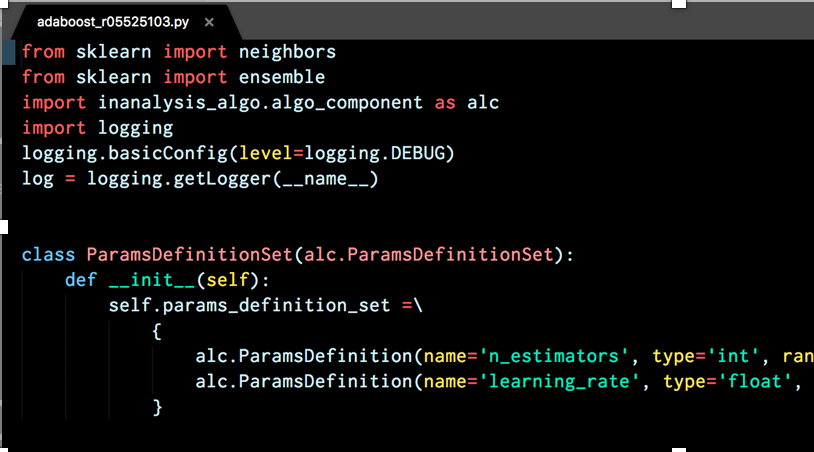 adaboost_r05525103.py ×
from sklearn import neighbors
from sklearn import ensemble
import inanalysis_algo.algo_component as alc
import logging
logging.basicConfig(level=logging.DEBUG)
log = logging.getLogger(__name__)
class ParamsDefinitionSet(alc.ParamsDefinitionSet):
def __init__(self):
self.params_definition_set =\
{
alc.ParamsDefinition(name='n_estimators', type='int', ran
alc.ParamsDefinition(name='learning_rate', type='float',
}